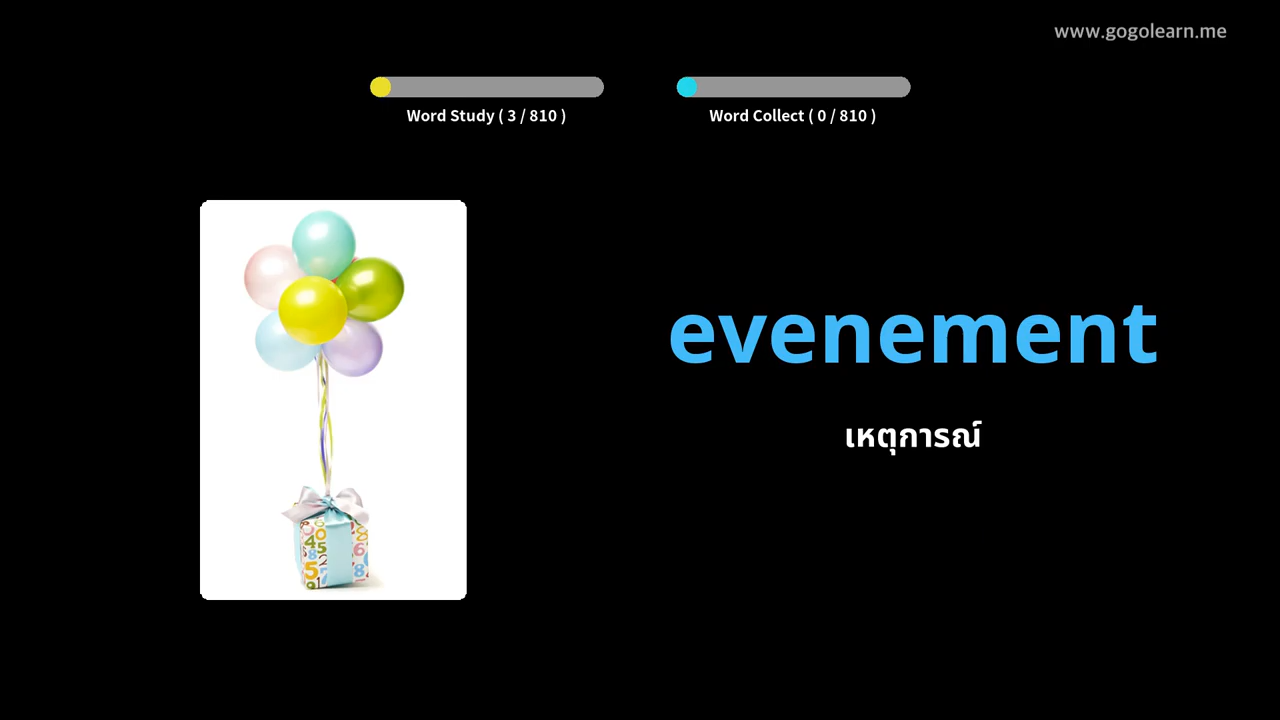 www.gogolearn.me
Word Study ( 3 / 810 )
Word Collect ( 0 / 810 )
evenement
เหตุการณ์